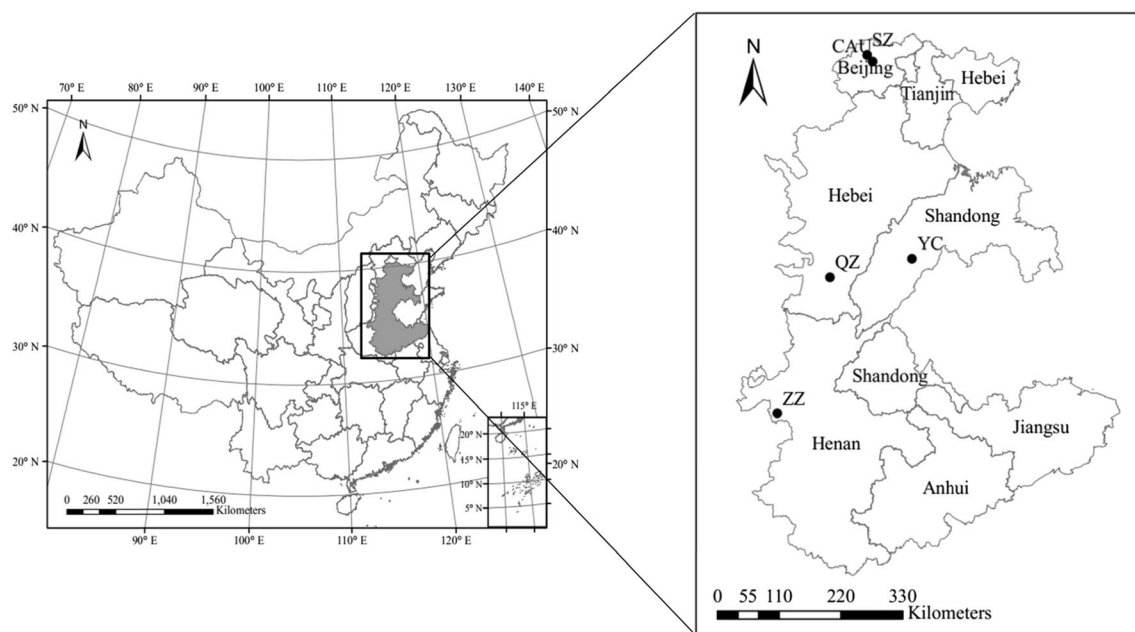 70° E 80° E 90° E 100° E 110° E 120° E 130° E 140° E
50° N
50° N
N
40° N
40° N
30° N
30° N
115° E
20° N
20° N
20° N
15° N
10° N
5° N
0 260 520 1,040 1,560
Kilometers
90° E 100° E 110° E 120° E
N
CAU SZ
Beijing
Hebei
Tianjin
Hebei
Shandong
YC
QZ
Shandong
ZZ
Jiangsu
Henan
Anhui
0 55 110 220 330
Kilometers